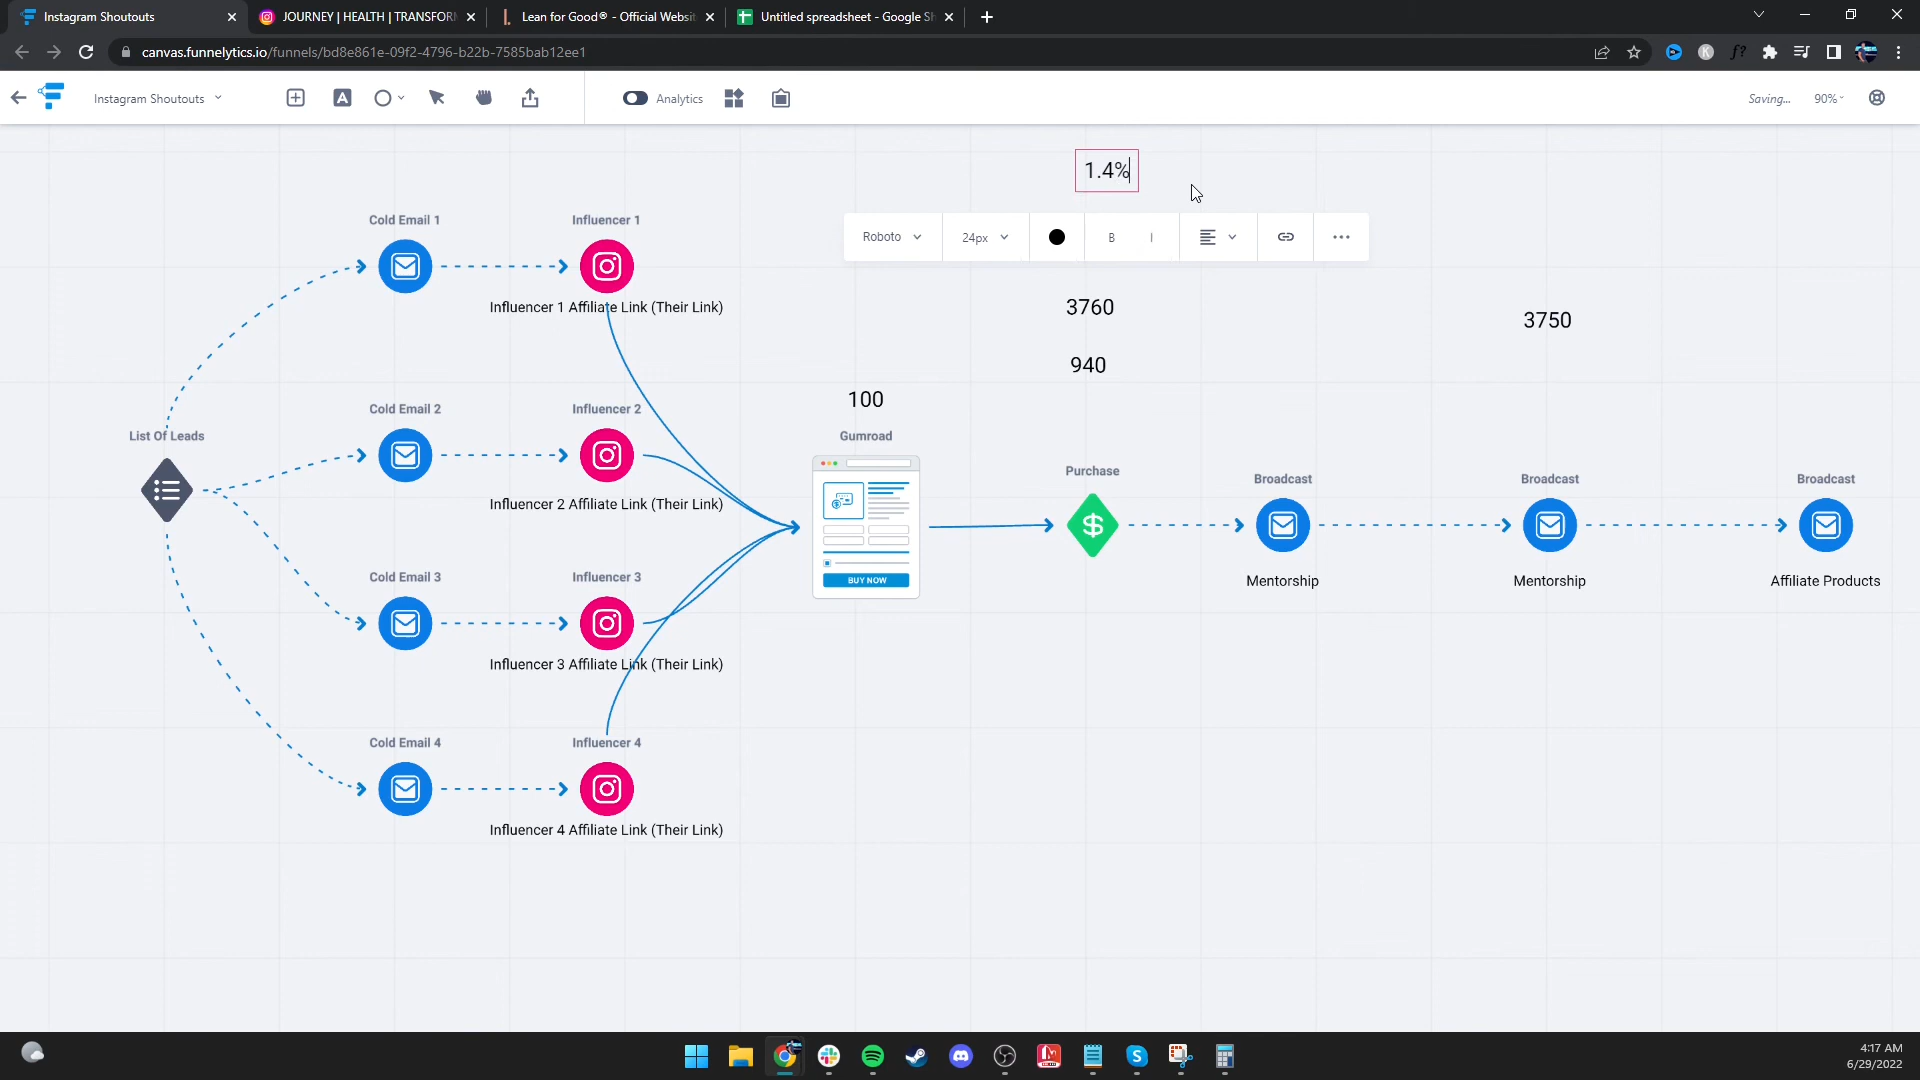 Instagram Shoutouts
JOURNEY | HEALTH | TRANSFOR
Lean for Good® - Official Websit
Untitled spreadsheet - Google Sh
canvas.funnelytics.io/funnels/bd8e861e-09f2-4796-b22b-7585bab12ee1
Instagram Shoutouts
Analytics
Saving...
90%
1.4%
Roboto
24px
B
I
Cold Email 1
Influencer 1
Influencer 1 Affiliate Link (Their Link)
3760
3750
940
100
Cold Email 2
Influencer 2
List Of Leads
Gumroad
Influencer 2 Affiliate Link (Their Link)
Purchase
Broadcast
Broadcast
Broadcast
BUY NOW
Mentorship
Mentorship
Affiliate Products
Cold Email 3
Influencer 3
Influencer 3 Affiliate Link (Their Link)
Cold Email 4
Influencer 4
Influencer 4 Affiliate Link (Their Link)
4:17 AM
6/29/2022